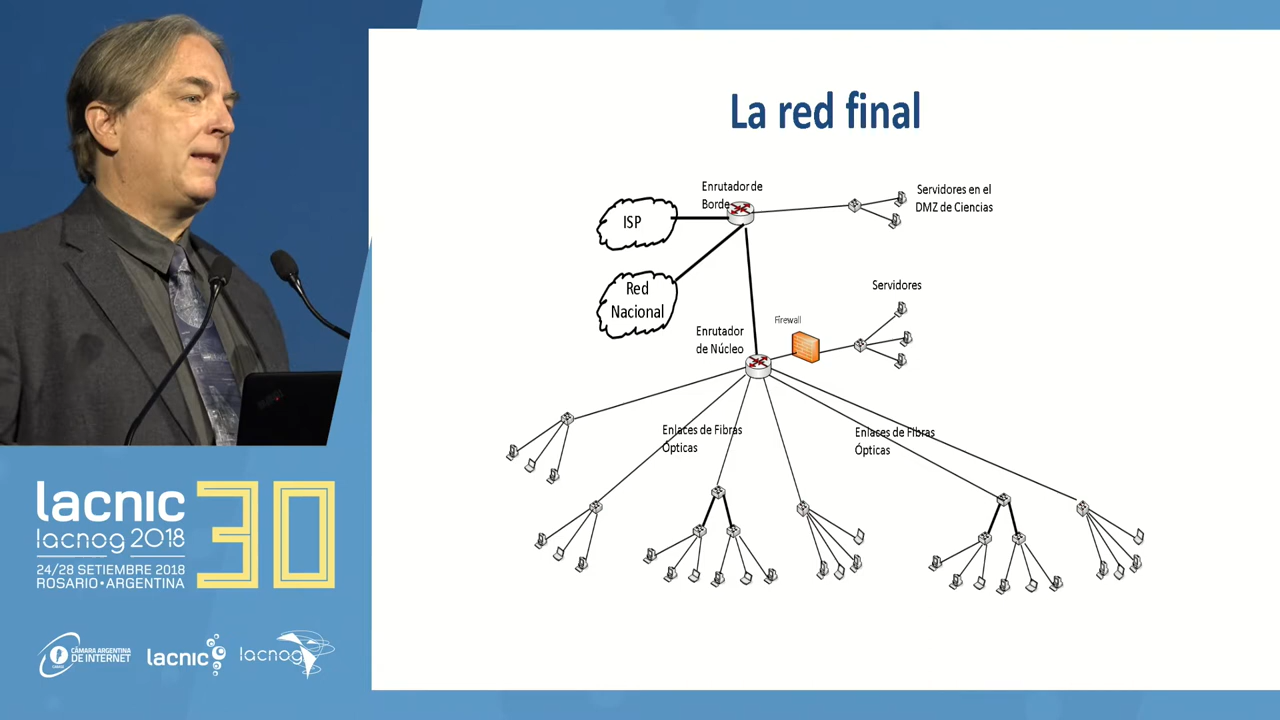 La red final
Enrutador de
Borde
Servidores en el
DMZ de Ciencias
ISP
Red
Nacional
Servidores
Firewall
Enrutador
de Núcleo
Enlaces de Fibras
Ópticas
Enlaces de Fibras
Ópticas
lacnic 30
lacnog 2018
24/28 SETIEMBRE 2018
ROSARIO•ARGENTINA
CÁMARA ARGENTINA
DE INTERNET
lacnic
lacnog